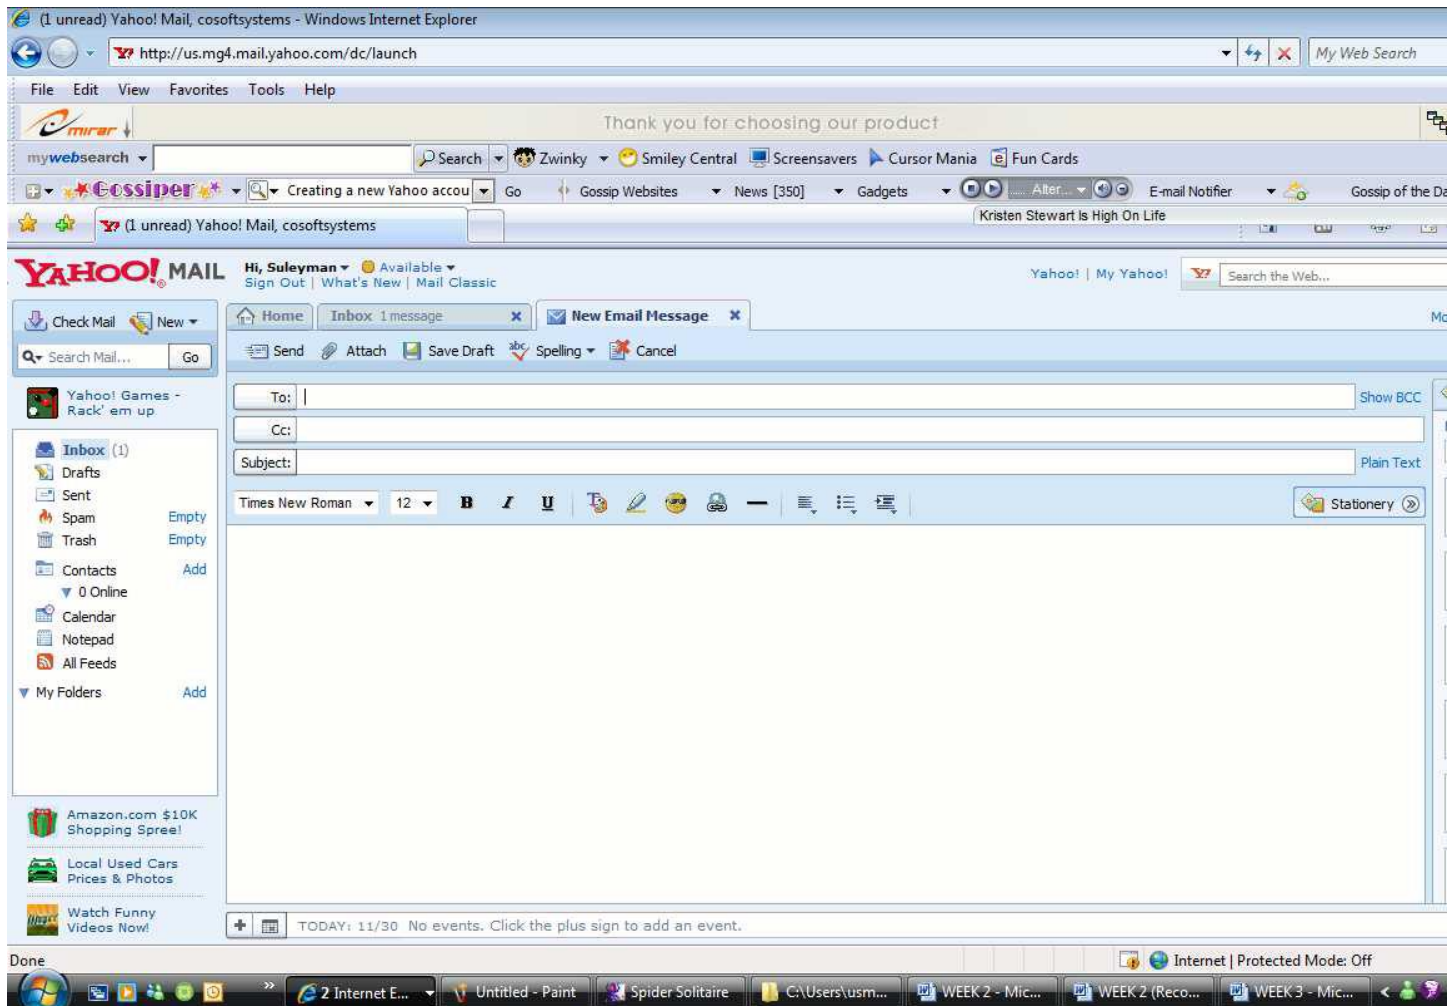 (1 unread) Yahoo! Mail, cosoftsystems - Windows Internet Explorer
http://us.mg4.mail.yahoo.com/dc/launch
My Web Search
File Edit View Favorites Tools Help
mirar Thank you for choosing our product
mywebsearch Search Zwinky Smiley Central Screensavers Cursor Mania Fun Cards
Gossiper Creating a new Yahoo accou Go Gossip Websites News [350] Gadgets .... Alter... E-mail Notifier Gossip of the Da
(1 unread) Yahoo! Mail, cosoftsystems
Kristen Stewart Is High On Life
YAHOO! MAIL
Hi, Suleyman Available
Sign Out | What's New | Mail Classic
Yahoo! | My Yahoo! Search the Web...
Check Mail New
Home Inbox 1 message New Email Message
Search Mail... Go
Send Attach Save Draft Spelling Cancel
Yahoo! Games -
Rack' em up
To: Show BCC
Cc:
Subject: Plain Text
Times New Roman 12 B I U Stationery
Inbox (1)
Drafts
Sent
Spam Empty
Trash Empty
Contacts Add
0 Online
Calendar
Notepad
All Feeds
My Folders Add
Amazon.com $10K
Shopping Spree!
Local Used Cars
Prices & Photos
Watch Funny
Videos Now!
TODAY: 11/30 No events. Click the plus sign to add an event.
Done
Internet | Protected Mode: Off
2 Internet E... Untitled - Paint Spider Solitaire C:\Users\usm... WEEK 2 - Mic... WEEK 2 (Reco... WEEK 3 - Mic...